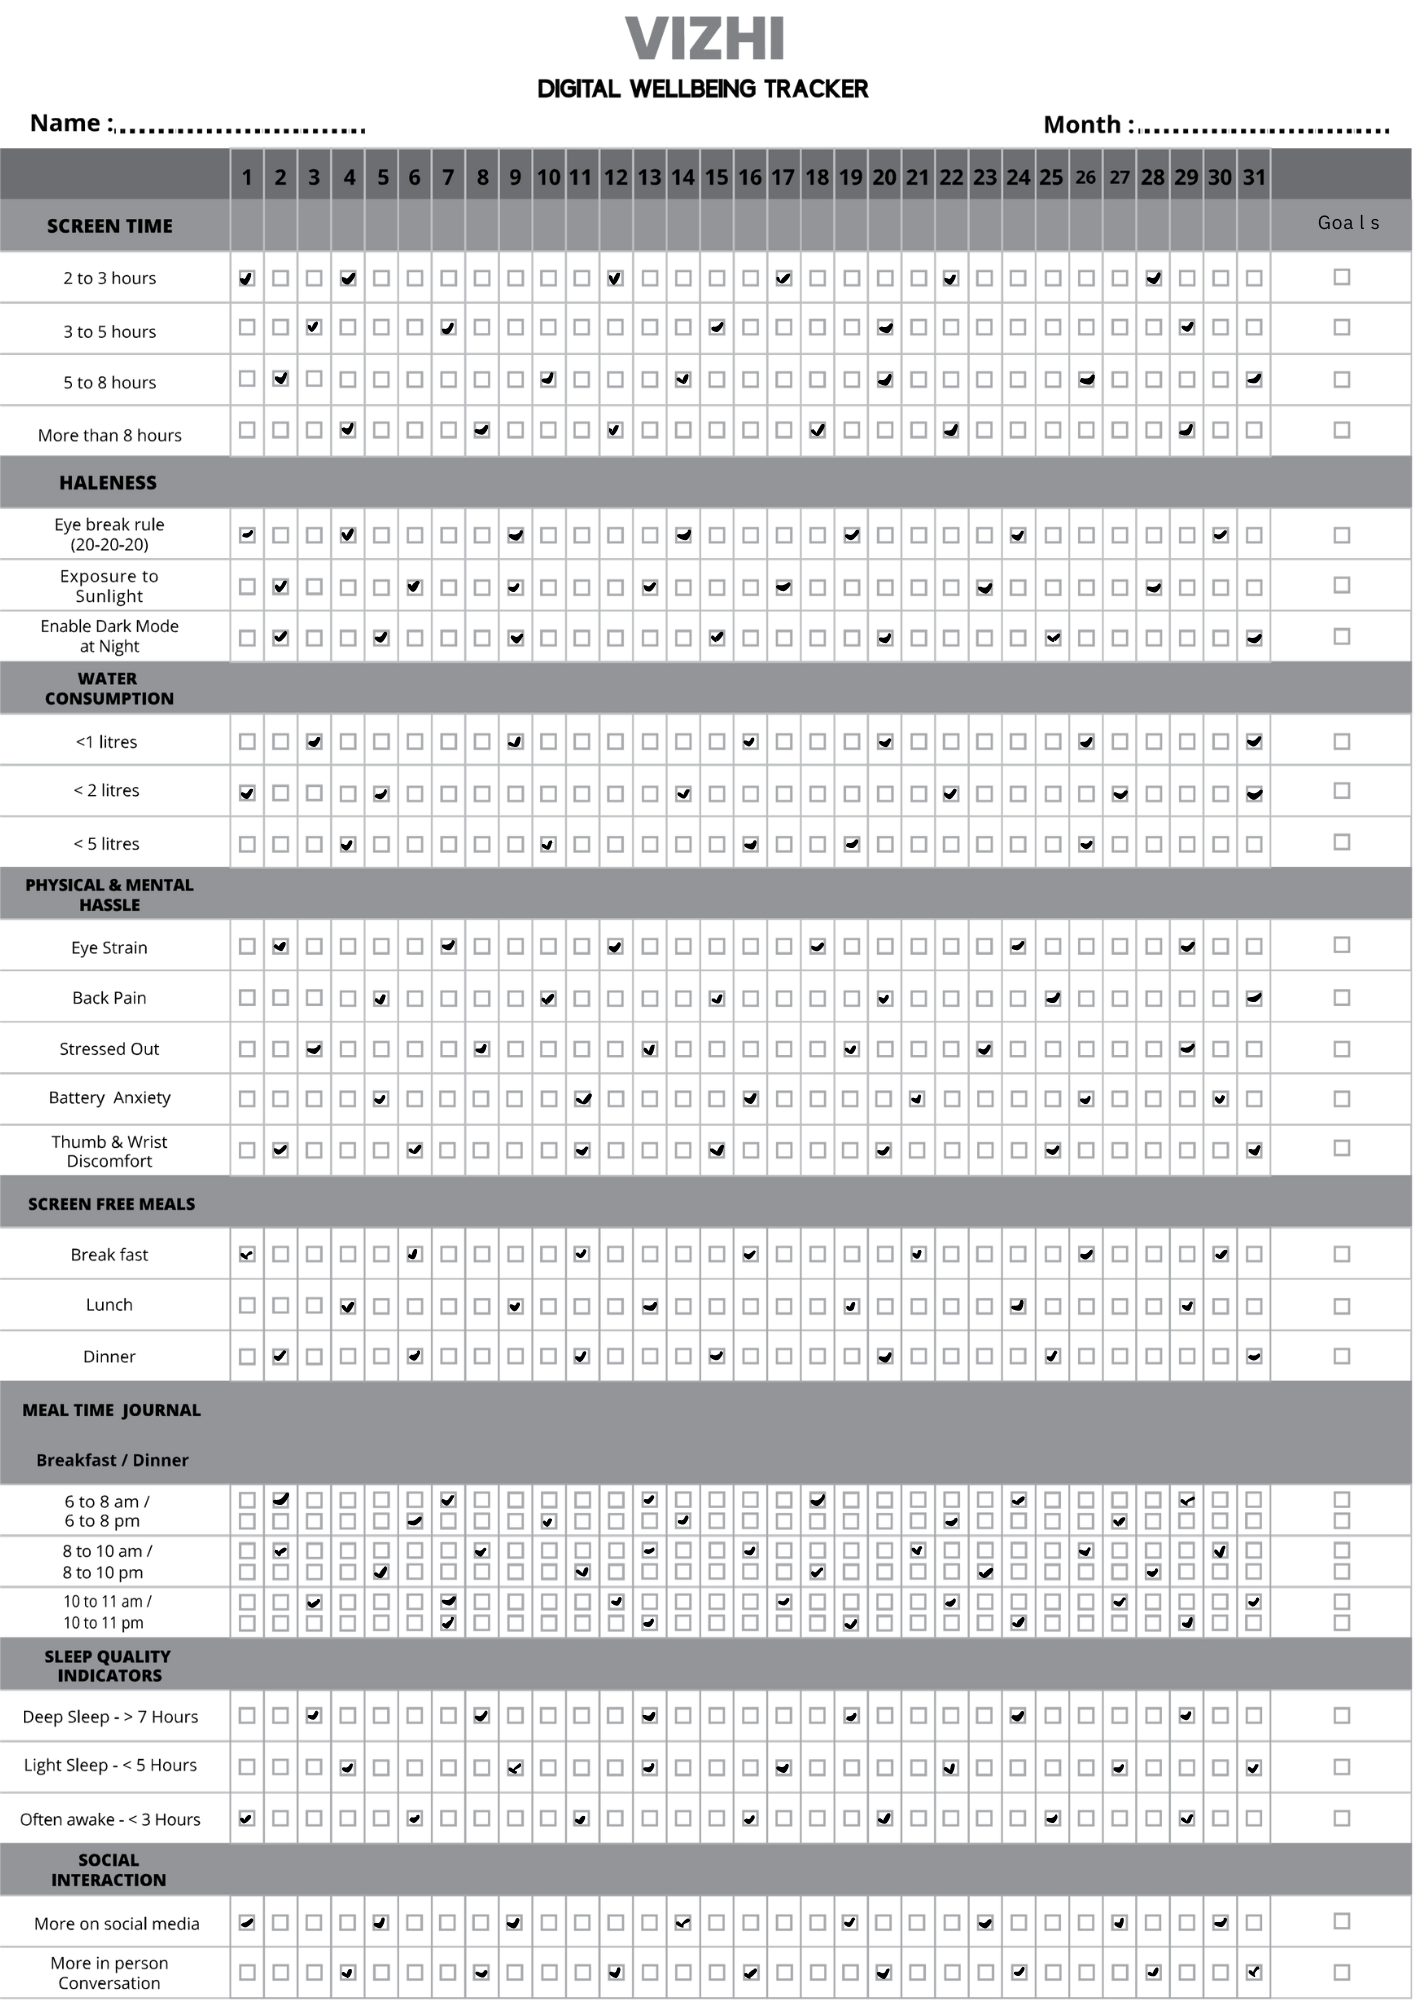 VIZHI
DIGITAL WELLBEING TRACKER
Name : Month :
1 2 3 4 5 6 7 8 9 10 11 12 13 14 15 16 17 18 19 20 21 22 23 24 25 26 27 28 29 30 31
SCREEN TIME Goals
2 to 3 hours
3 to 5 hours
5 to 8 hours
More than 8 hours
HALENESS
Eye break rule
(20-20-20)
Exposure to
Sunlight
Enable Dark Mode
at Night
WATER
CONSUMPTION
<1 litres
< 2 litres
< 5 litres
PHYSICAL & MENTAL
HASSLE
Eye Strain
Back Pain
Stressed Out
Battery Anxiety
Thumb & Wrist
Discomfort
SCREEN FREE MEALS
Break fast
Lunch
Dinner
MEAL TIME JOURNAL
Breakfast / Dinner
6 to 8 am /
6 to 8 pm
8 to 10 am /
8 to 10 pm
10 to 11 am /
10 to 11 pm
SLEEP QUALITY
INDICATORS
Deep Sleep - > 7 Hours
Light Sleep - < 5 Hours
Often awake - < 3 Hours
SOCIAL
INTERACTION
More on social media
More in person
Conversation